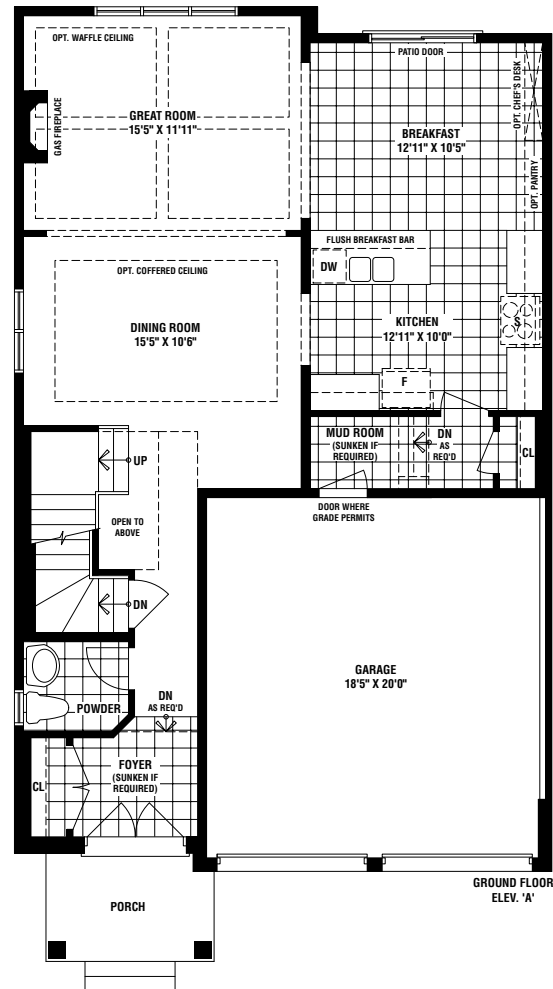 OPT. WAFFLE CEILING
GREAT ROOM
15'5" X 11'11"
GAS FIREPLACE
PATIO DOOR
BREAKFAST
12'11" X 10'5"
OPT. CHEF'S DESK
OPT. PANTRY
FLUSH BREAKFAST BAR
DW
OPT. COFFERED CEILING
DINING ROOM
15'5" X 10'6"
KITCHEN
12'11" X 10'0"
S
F
MUD ROOM
(SUNKEN IF
REQUIRED)
DN
AS
REQ'D
CL
UP
OPEN TO
ABOVE
DOOR WHERE
GRADE PERMITS
DN
GARAGE
18'5" X 20'0"
POWDER
DN
AS REQ'D
FOYER
(SUNKEN IF
REQUIRED)
CL
PORCH
GROUND FLOOR
ELEV. 'A'